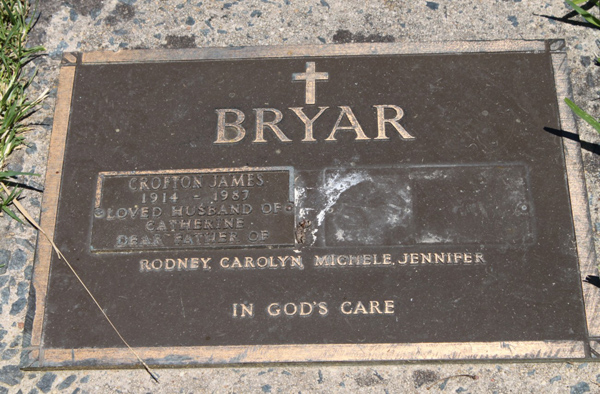 BRYAR
CROFTON JAMES
1914 - 1987
LOVED HUSBAND OF
CATHERINE
DEAR FATHER OF
RODNEY, CAROLYN, MICHELE, JENNIFER
IN GOD'S CARE